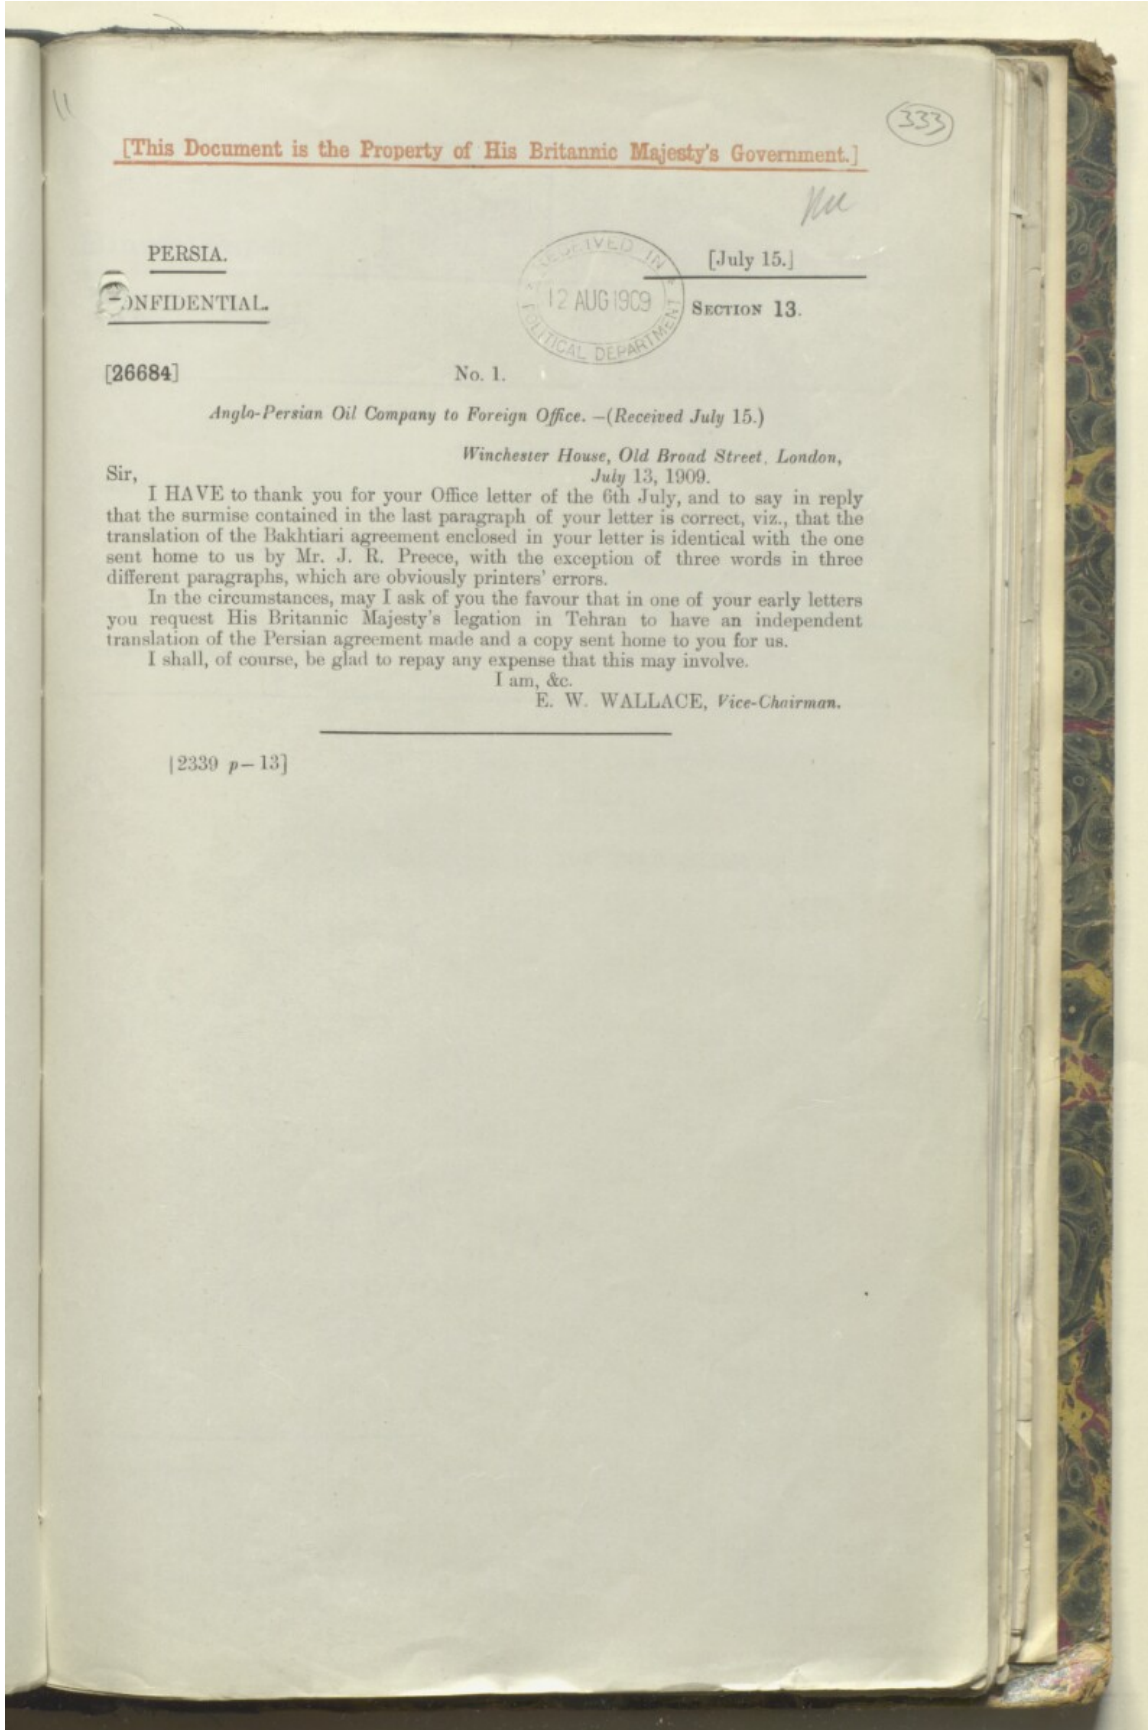 333
[This Document is the Property of His Britannic Majesty's Government.]
PERSIA.
[July 15.]
RECEIVED IN
12 AUG 1909
POLITICAL DEPARTMENT
CONFIDENTIAL.
SECTION 13.
[26684]
No. 1.
Anglo-Persian Oil Company to Foreign Office.—(Received July 15.)
Winchester House, Old Broad Street, London,
Sir,
July 13, 1909.
I HAVE to thank you for your Office letter of the 6th July, and to say in reply
that the surmise contained in the last paragraph of your letter is correct, viz., that the
translation of the Bakhtiari agreement enclosed in your letter is identical with the one
sent home to us by Mr. J. R. Preece, with the exception of three words in three
different paragraphs, which are obviously printers' errors.
In the circumstances, may I ask of you the favour that in one of your early letters
you request His Britannic Majesty's legation in Tehran to have an independent
translation of the Persian agreement made and a copy sent home to you for us.
I shall, of course, be glad to repay any expense that this may involve.
I am, &c.
E. W. WALLACE, Vice-Chairman.
[2339 p—13]